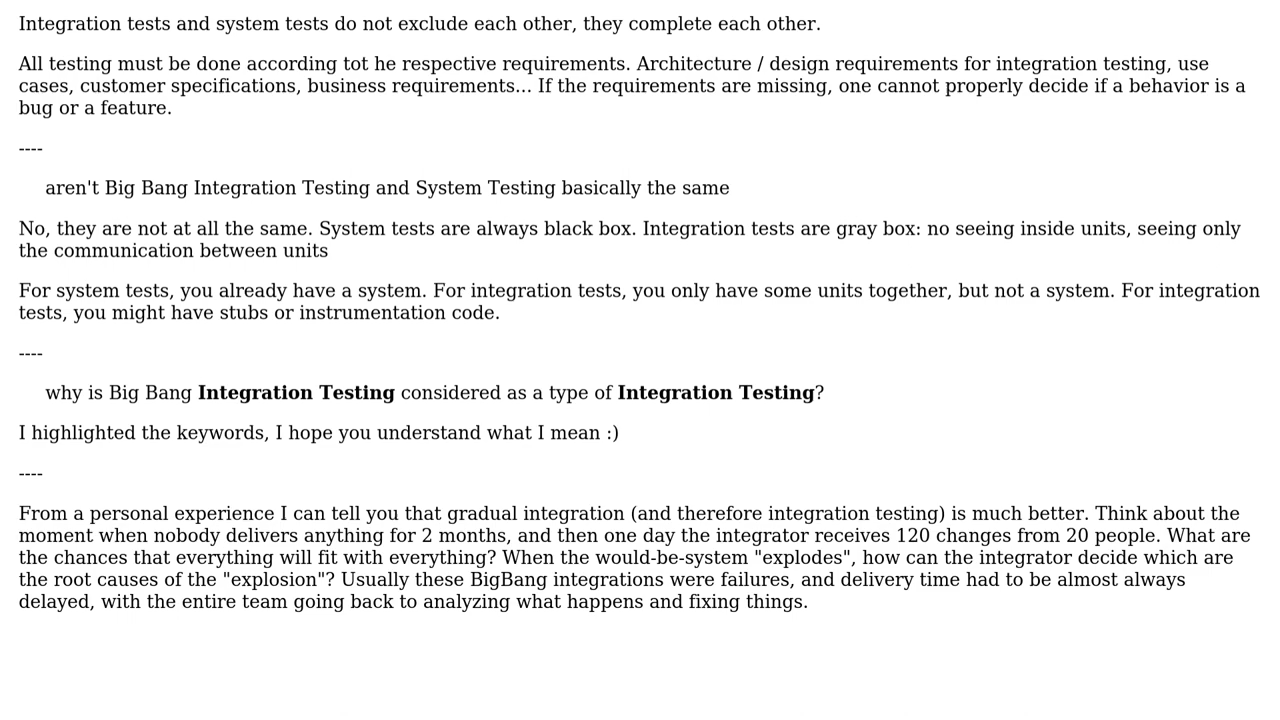 Integration tests and system tests do not exclude each other, they complete each other.
All testing must be done according tot he respective requirements. Architecture / design requirements for integration testing, use
cases, customer specifications, business requirements... If the requirements are missing, one cannot properly decide if a behavior is a
bug or a feature.
----
aren't Big Bang Integration Testing and System Testing basically the same
No, they are not at all the same. System tests are always black box. Integration tests are gray box: no seeing inside units, seeing only
the communication between units
For system tests, you already have a system. For integration tests, you only have some units together, but not a system. For integration
tests, you might have stubs or instrumentation code.
----
why is Big Bang Integration Testing considered as a type of Integration Testing?
I highlighted the keywords, I hope you understand what I mean :)
----
From a personal experience I can tell you that gradual integration (and therefore integration testing) is much better. Think about the
moment when nobody delivers anything for 2 months, and then one day the integrator receives 120 changes from 20 people. What are
the chances that everything will fit with everything? When the would-be-system "explodes", how can the integrator decide which are
the root causes of the "explosion"? Usually these BigBang integrations were failures, and delivery time had to be almost always
delayed, with the entire team going back to analyzing what happens and fixing things.